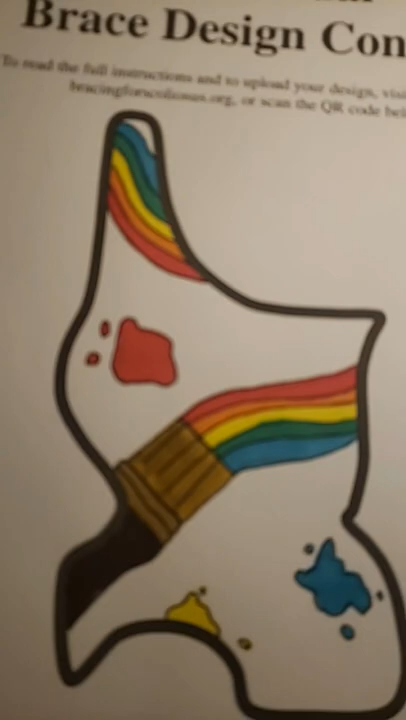 Brace Design Con
To read the full instructions and to upload your design, visi
bracingforscoliosis.org, or scan the QR code bel